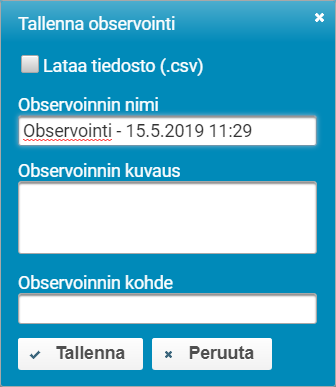 Tallenna observointi
Lataa tiedosto (.csv)
Observoinnin nimi
Observointi - 15.5.2019 11:29
Observoinnin kuvaus
Observoinnin kohde
Tallenna Peruuta